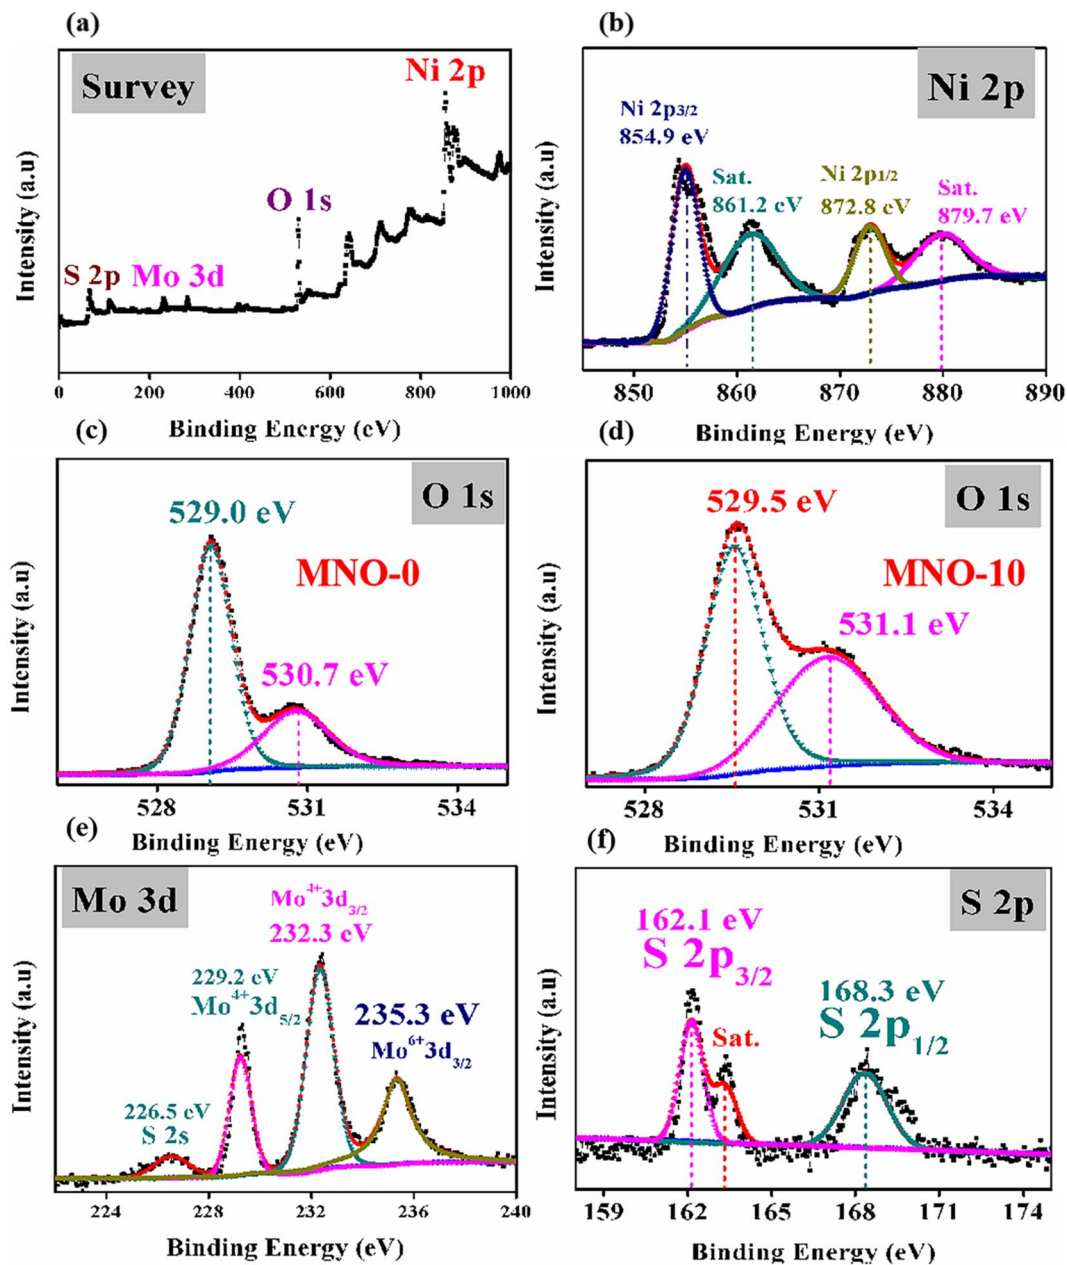 (a)
Survey
Ni 2p
O 1s
S 2p
Mo 3d
Intensity (a.u)
0 200 400 600 800 1000
Binding Energy (eV)
(b)
Ni 2p
Ni 2p3/2
854.9 eV
Sat.
861.2 eV
Ni 2p1/2
872.8 eV
Sat.
879.7 eV
Intensity (a.u)
850 860 870 880 890
Binding Energy (eV)
(c)
O 1s
529.0 eV
MNO-0
530.7 eV
Intensity (a.u)
528 531 534
Binding Energy (eV)
(d)
O 1s
529.5 eV
MNO-10
531.1 eV
Intensity (a.u)
528 531 534
Binding Energy (eV)
(e)
Mo 3d
Mo⁴⁺3d₃/₂
232.3 eV
229.2 eV
Mo⁴⁺3d₅/₂
235.3 eV
Mo⁶⁺3d₃/₂
226.5 eV
S 2s
Intensity (a.u)
224 228 232 236 240
Binding Energy (eV)
(f)
S 2p
162.1 eV
S 2p₃/₂
Sat.
168.3 eV
S 2p₁/₂
Intensity (a.u)
159 162 165 168 171 174
Binding Energy (eV)